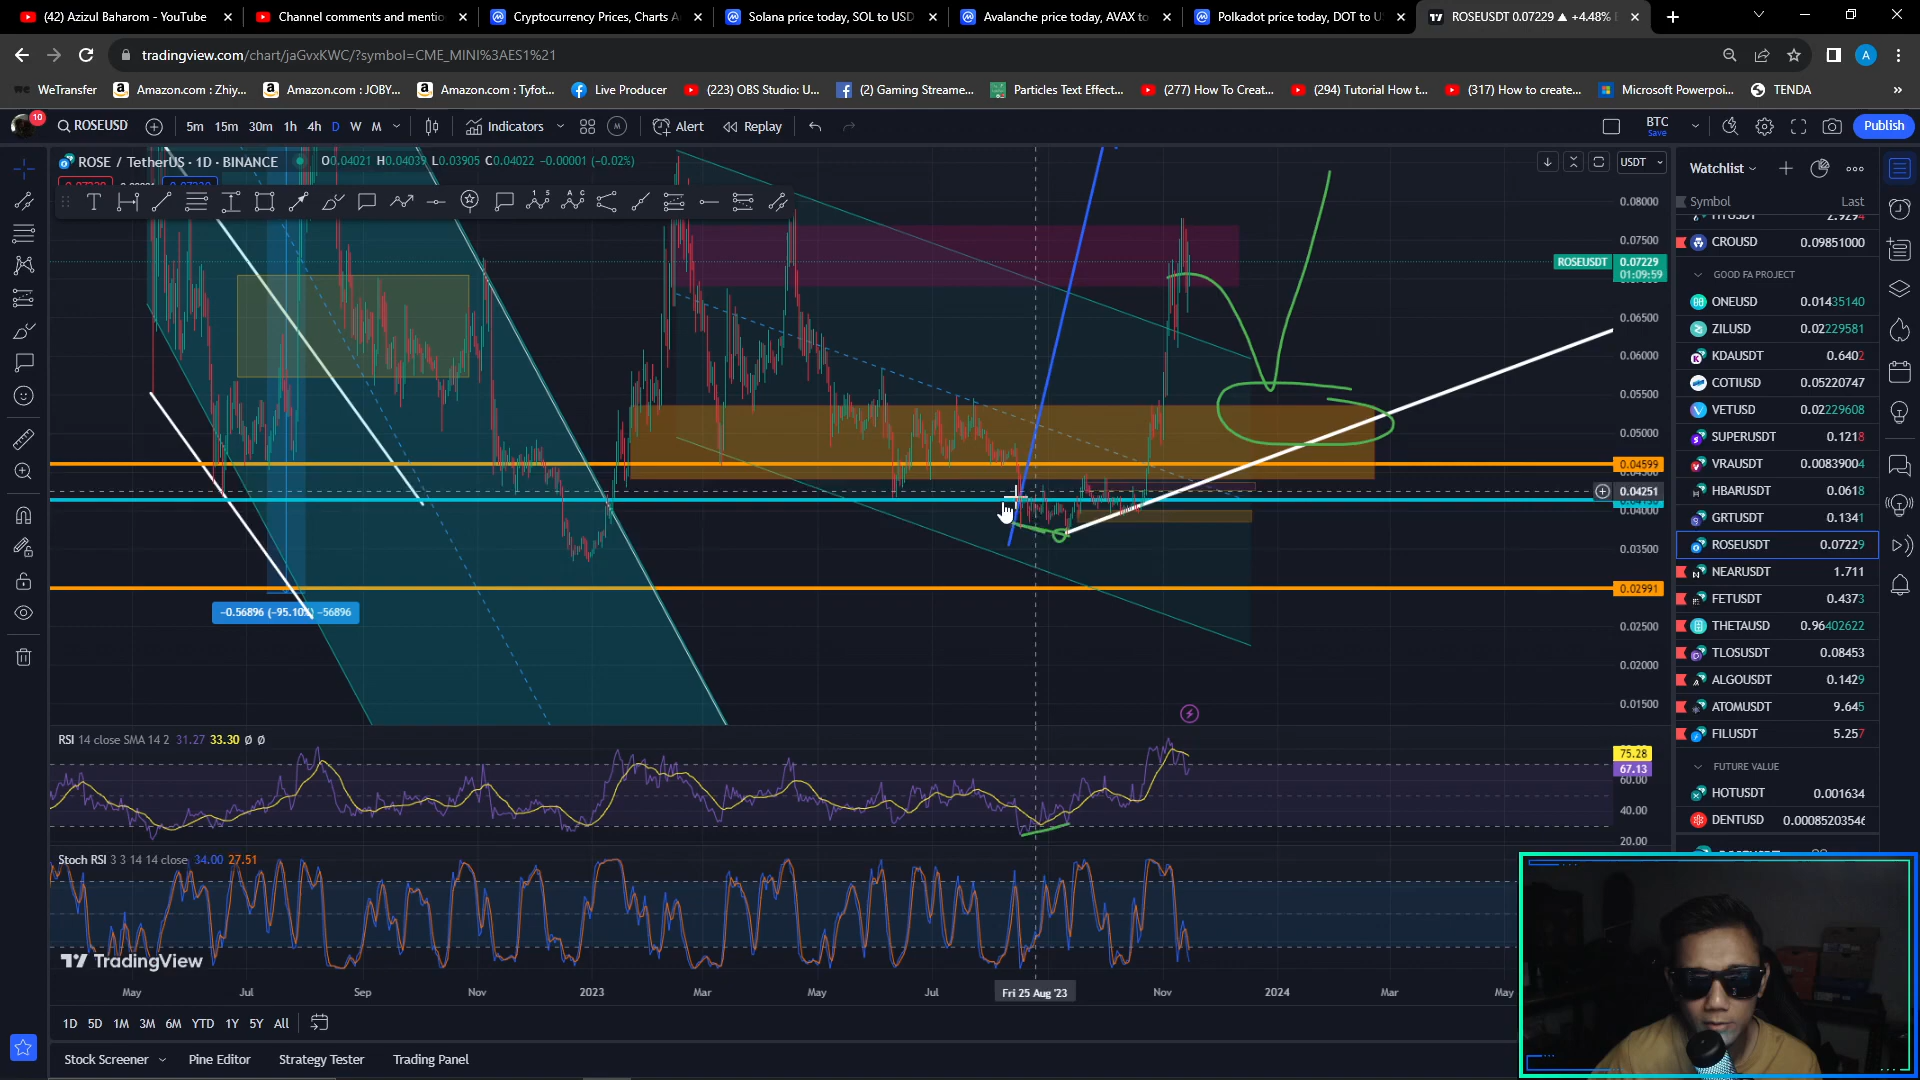 (42) Azizul Baharom - YouTube
Channel comments and mentio
Cryptocurrency Prices, Charts A
Solana price today, SOL to USD
Avalanche price today, AVAX to
Polkadot price today, DOT to U
ROSEUSDT 0.07229 ▲ +4.48%
tradingview.com/chart/jaGvxKWC/?symbol=CME_MINI%3AES1%21
A
WeTransfer
Amazon.com : Zhiy...
Amazon.com : JOBY...
Amazon.com : Tyfot...
Live Producer
(223) OBS Studio: U...
(2) Gaming Streame...
Particles Text Effect...
(277) How To Creat...
(294) Tutorial How t...
(317) How to create...
Microsoft Powerpoi...
TENDA
»
10
ROSEUSDT
5m 15m 30m 1h 4h D W M
Indicators
M
Alert
Replay
BTC
Save
Publish
ROSE / TetherUS · 1D · BINANCE
O0.04021 H0.04039 L0.03905 C0.04022 −0.00001 (−0.02%)
USDT
0.08000
0.07500
ROSEUSDT 0.07229
01:09:59
0.06500
0.06000
0.05500
0.05000
0.04599
0.04251
0.04000
0.03500
0.02991
0.02500
0.02000
0.01500
−0.56896 (−95.10%) −56896
RSI 14 close SMA 14 2 31.27 33.30 Ø Ø
75.28
67.13
60.00
40.00
20.00
Stoch RSI 3 3 14 14 close 34.00 27.51
TradingView
May Jul Sep Nov 2023 Mar May Jul Fri 25 Aug '23 Nov 2024 Mar May
1D 5D 1M 3M 6M YTD 1Y 5Y All
Stock Screener
Pine Editor
Strategy Tester
Trading Panel
Watchlist
Symbol Last
CROUSD 0.09851000
GOOD FA PROJECT
ONEUSD 0.01435140
ZILUSD 0.02229581
KDAUSDT 0.6402
COTIUSD 0.05220747
VETUSD 0.02229608
SUPERUSDT 0.1218
VRAUSDT 0.00839004
HBARUSDT 0.0618
GRTUSDT 0.1341
ROSEUSDT 0.07229
NEARUSDT 1.711
FETUSDT 0.4373
THETAUSD 0.96402622
TLOSUSDT 0.08453
ALGOUSDT 0.1429
ATOMUSDT 9.645
FILUSDT 5.257
FUTURE VALUE
HOTUSDT 0.001634
DENTUSD 0.00085203546